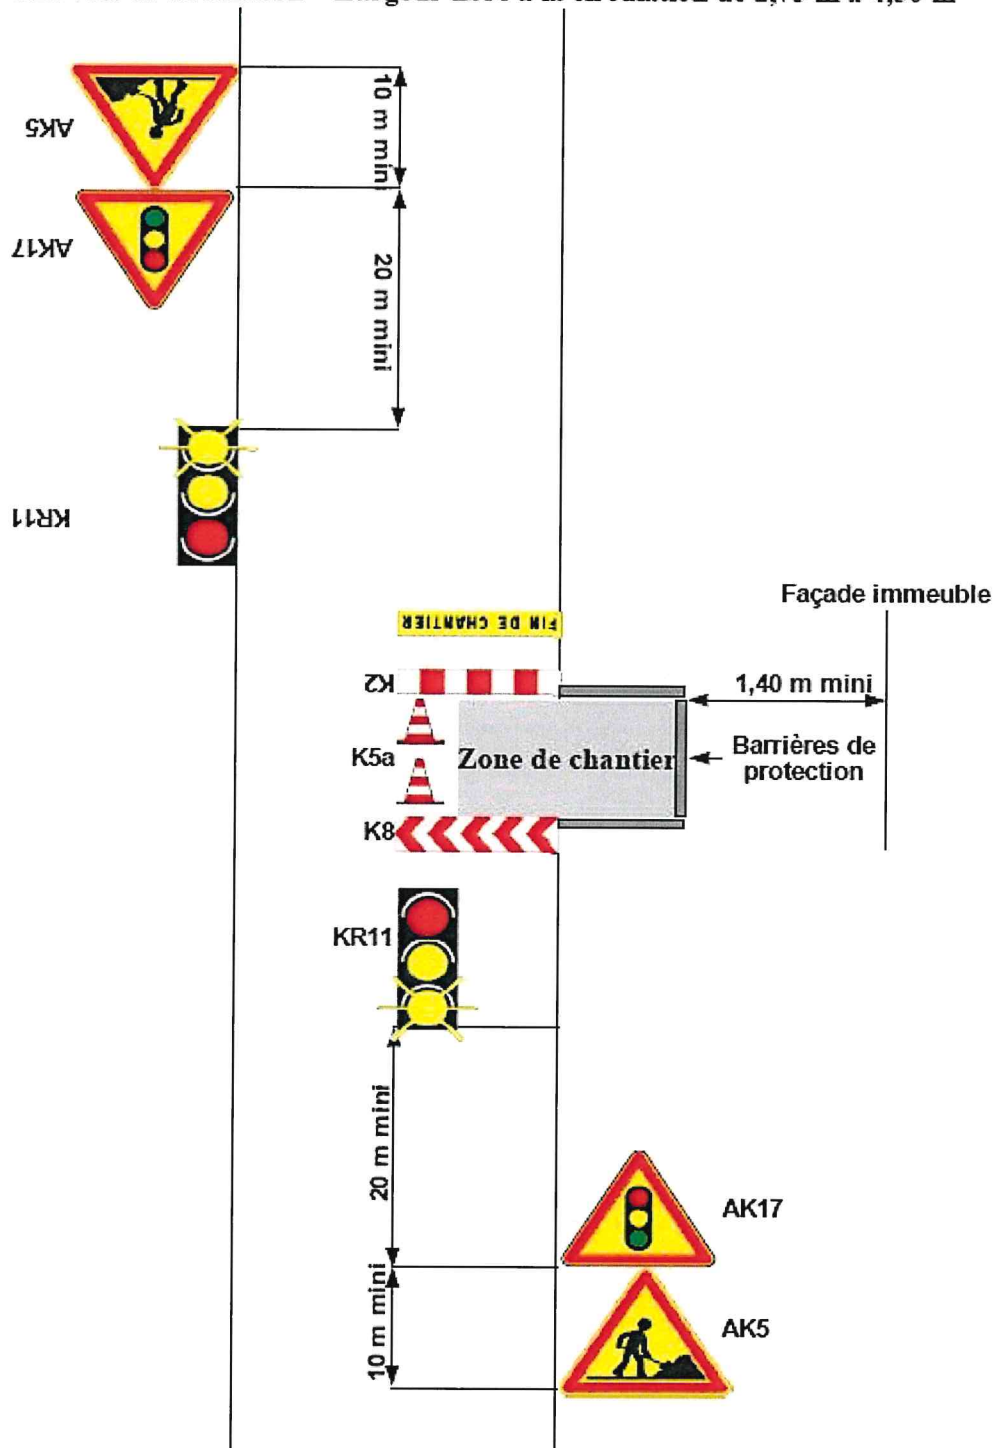 10 m mini
AK5
AK17
20 m mini
KR11
FIN DE CHANTIER
Façade immeuble
K2
1,40 m mini
K5a
Zone de chantier
Barrières de
protection
K8
KR11
20 m mini
AK17
10 m mini
AK5